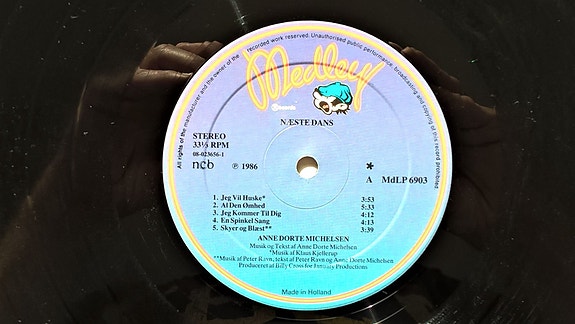 All rights of the manufacturer and the owner of the recorded work reserved. Unauthorised public performance, broadcasting and copying of this record prohibited
Medley
Records
NÆSTE DANS
STEREO
33⅓ RPM
08-023656-1
ncb
℗ 1986
*
A MdLP 6903
1. Jeg Vil Huske* 3:53
2. Al Den Ømhed 5:33
3. Jeg Kommer Til Dig 4:12
4. En Spinkel Sang 4:13
5. Skyer og Blæst** 3:39
ANNE DORTE MICHELSEN
Musik og Tekst af Anne Dorte Michelsen
*Musik af Klaus Kjellerup
**Musik af Peter Ravn, tekst af Peter Ravn og Anne Dorte Michelsen
Produceret af Billy Cross for January Productions
Made in Holland